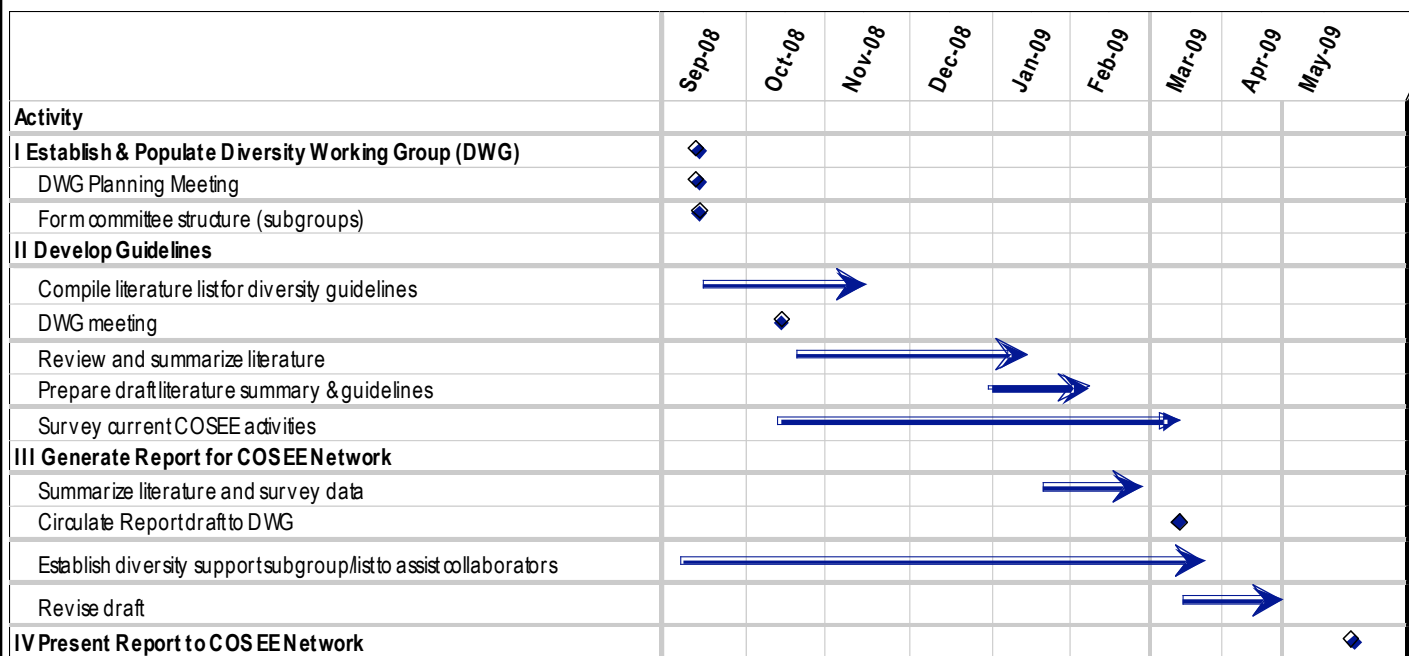 Sep-08 Oct-08 Nov-08 Dec-08 Jan-09 Feb-09 Mar-09 Apr-09 May-09
Activity
I Establish & Populate Diversity Working Group (DWG)
DWG Planning Meeting
Form committee structure (subgroups)
II Develop Guidelines
Compile literature list for diversity guidelines
DWG meeting
Review and summarize literature
Prepare draft literature summary & guidelines
Survey current COSEE activities
III Generate Report for COSEE Network
Summarize literature and survey data
Circulate Report draft to DWG
Establish diversity support subgroup/list to assist collaborators
Revise draft
IV Present Report to COSEE Network